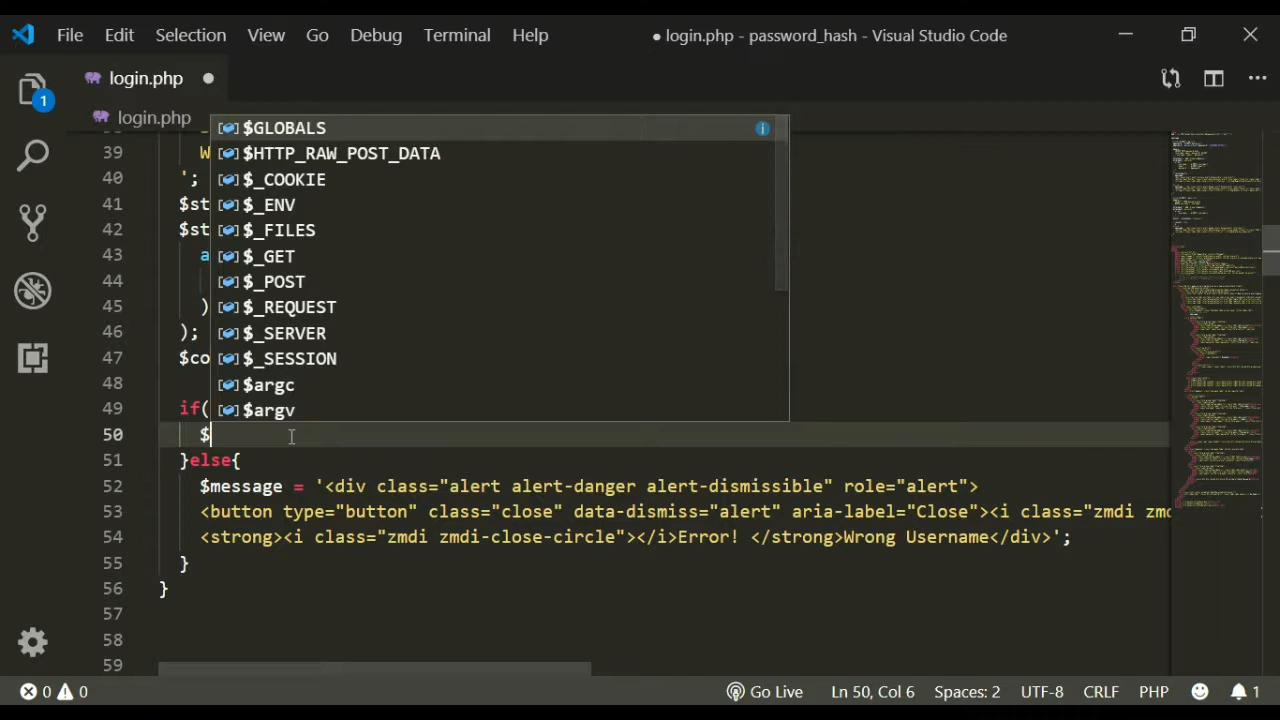 File Edit Selection View Go Debug Terminal Help ● login.php - password_hash - Visual Studio Code
login.php ●
1
login.php
$GLOBALS
39 W $HTTP_RAW_POST_DATA
40 '; $_COOKIE
41 $st $_ENV
42 $st $_FILES
43 a $_GET
44 $_POST
45 ) $_REQUEST
46 ); $_SERVER
47 $co $_SESSION
48 $argc
49 if( $argv
50 $
51 }else{
52 $message = '<div class="alert alert-danger alert-dismissible" role="alert">
53 <button type="button" class="close" data-dismiss="alert" aria-label="Close"><i class="zmdi zmd
54 <strong><i class="zmdi zmdi-close-circle"></i>Error! </strong>Wrong Username</div>';
55 }
56 }
57
58
59
0 0 Go Live Ln 50, Col 6 Spaces: 2 UTF-8 CRLF PHP 1